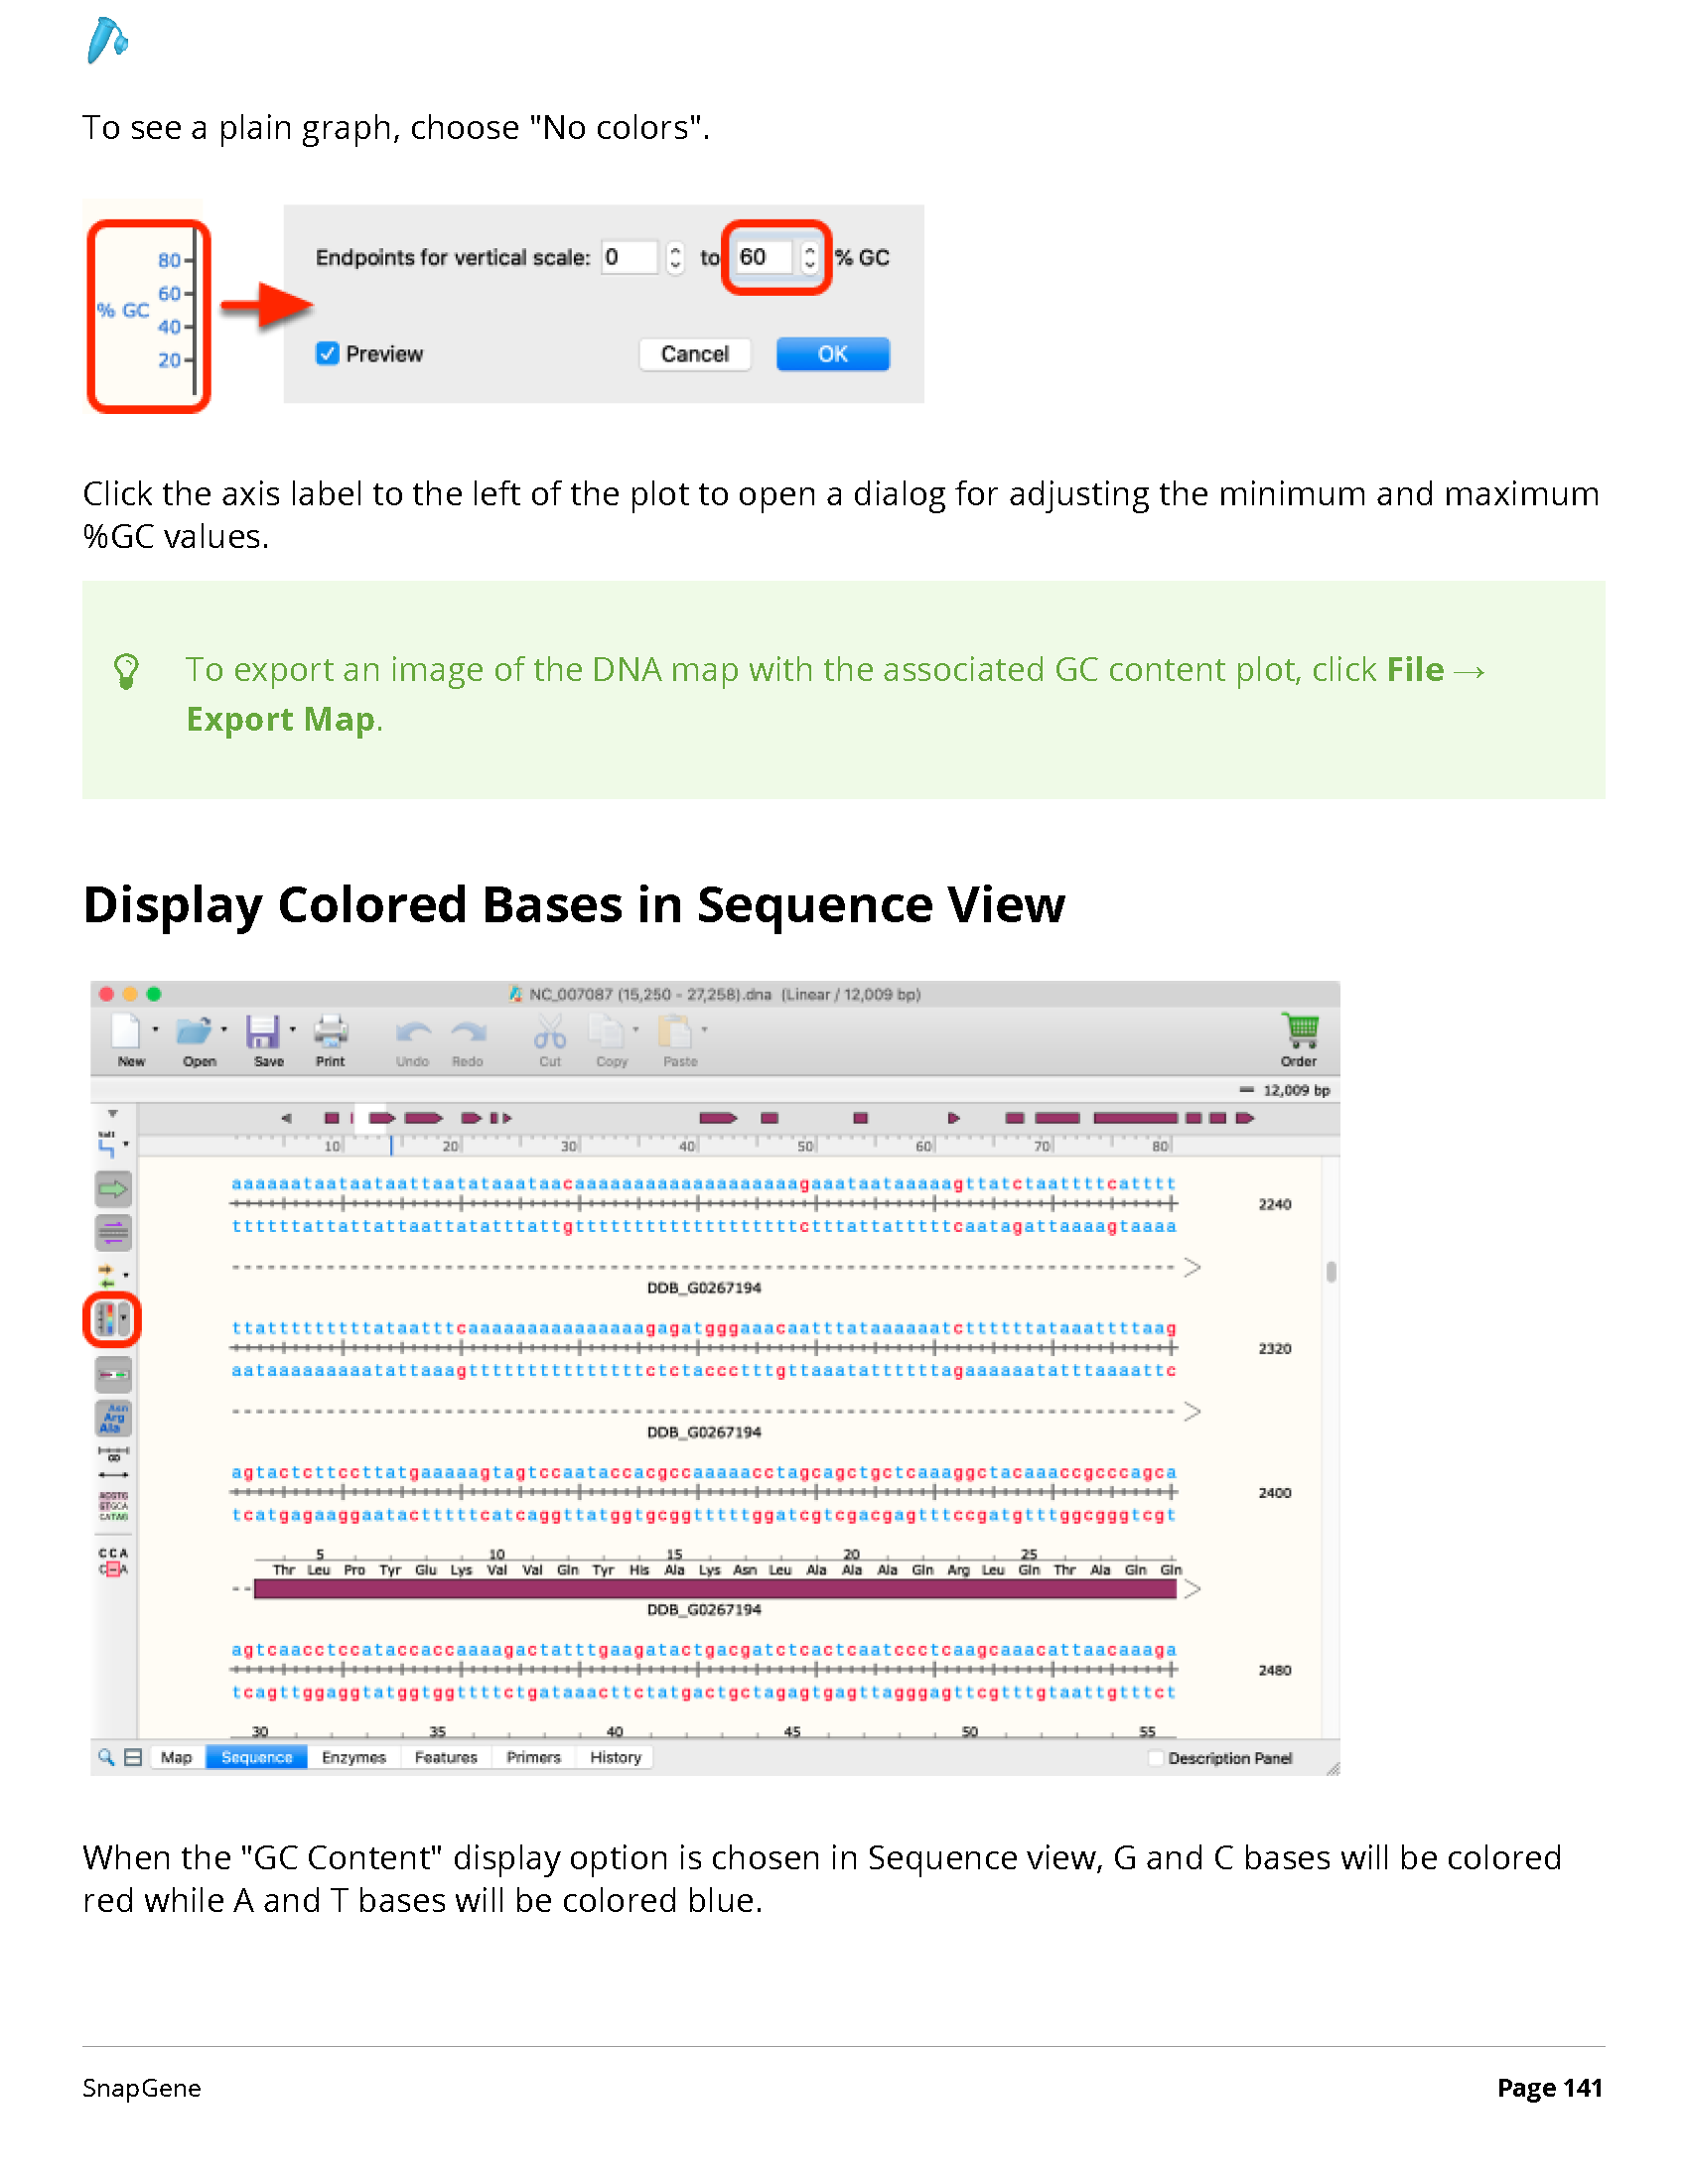 To see a plain graph, choose "No colors".
80
60
% GC
40
20
Endpoints for vertical scale: 0 to 60 % GC
Preview
Cancel
OK
Click the axis label to the left of the plot to open a dialog for adjusting the minimum and maximum
%GC values.
To export an image of the DNA map with the associated GC content plot, click File →
Export Map.
Display Colored Bases in Sequence View
NC_007087 (15,250 - 27,258).dna (Linear / 12,009 bp)
New Open Save Print Undo Redo Cut Copy Paste Order
12,009 bp
10 20 30 40 50 60 70 80
2240
DDB_G0267194
2320
DDB_G0267194
agtactcttccttatgaaaaagtagtccaataccacgccaaaaacctagcagctgctcaaaggctacaaaccgcccagca
2400
tcatgagaaggaatactttttcatcaggttatggtgcggtttttggatcgtcgacgagtttccgatgtttggcgggtcgt
5 10 15 20 25
Thr Leu Pro Tyr Glu Lys Val Val Gln Tyr His Ala Lys Asn Leu Ala Ala Ala Gln Arg Leu Gln Thr Ala Gln Gln
DDB_G0267194
agtcaacctccataccaccaaaagactatttgaagatactgacgatctcactcaatccctcaagcaaacattaacaaaga
2480
tcagttggaggtatggtggttttctgataaacttctatgactgctagagtgagttagggagttcgtttgtaattgtttct
30 35 40 45 50 55
Asn
Arg
Ala
CCA
Map Sequence Enzymes Features Primers History
Description Panel
When the "GC Content" display option is chosen in Sequence view, G and C bases will be colored
red while A and T bases will be colored blue.
SnapGene
Page 141